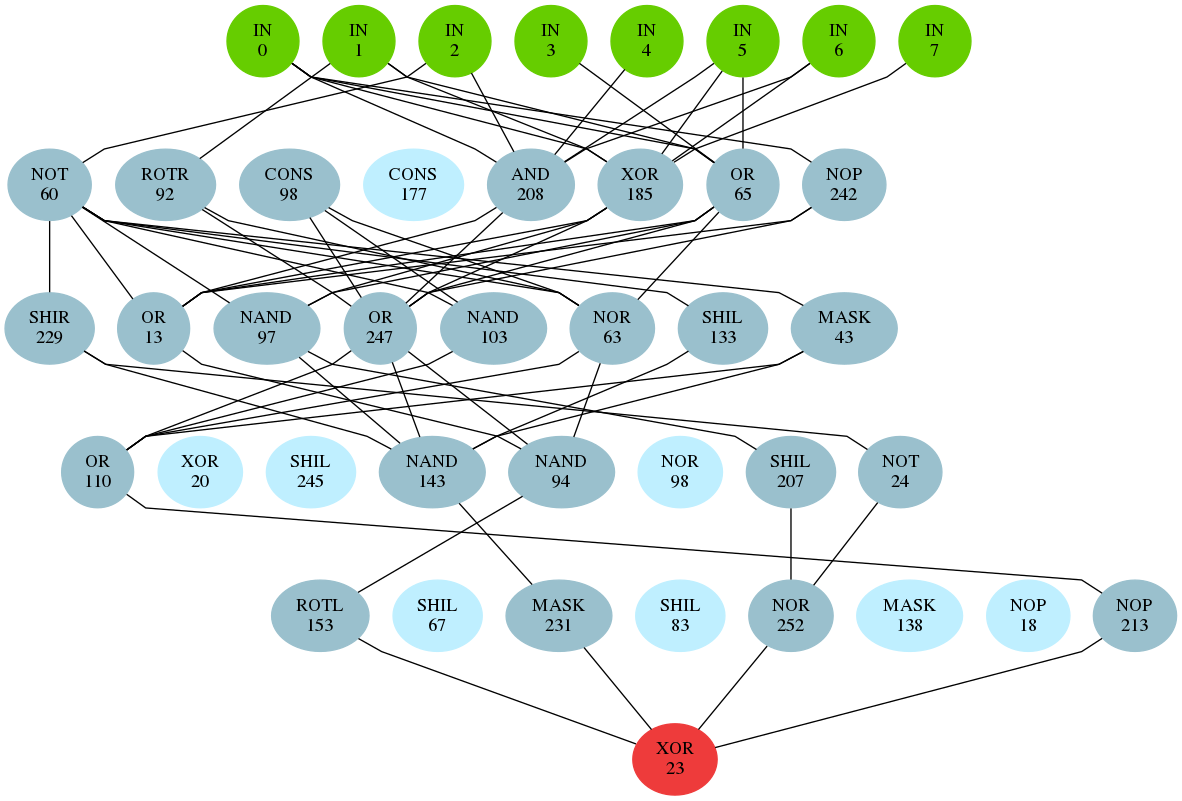 IN
0
IN
1
IN
2
IN
3
IN
4
IN
5
IN
6
IN
7
NOT
60
ROTR
92
CONS
98
CONS
177
AND
208
XOR
185
OR
65
NOP
242
SHIR
229
OR
13
NAND
97
OR
247
NAND
103
NOR
63
SHIL
133
MASK
43
OR
110
XOR
20
SHIL
245
NAND
143
NAND
94
NOR
98
SHIL
207
NOT
24
ROTL
153
SHIL
67
MASK
231
SHIL
83
NOR
252
MASK
138
NOP
18
NOP
213
XOR
23